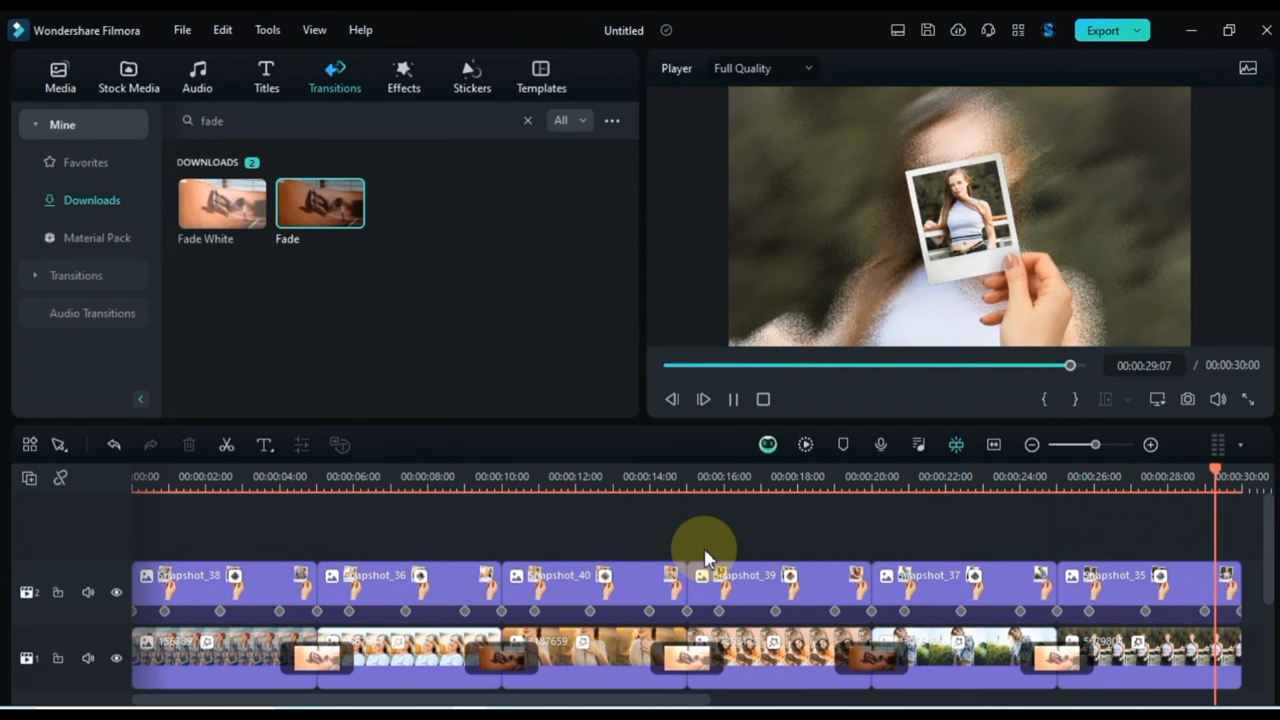 Wondershare Filmora File Edit Tools View Help Untitled Export
Media Stock Media Audio Titles Transitions Effects Stickers Templates
Player Full Quality
Mine
fade All
DOWNLOADS 2
Favorites
Downloads
Material Pack
Transitions
Audio Transitions
Fade White Fade
00:00:29:07 / 00:00:30:00
:00:00 00:00:02:00 00:00:04:00 00:00:06:00 00:00:08:00 00:00:10:00 00:00:12:00 00:00:14:00 00:00:16:00 00:00:18:00 00:00:20:00 00:00:22:00 00:00:24:00 00:00:26:00 00:00:28:00 00:00:30:00
2 Snapshot_38 Snapshot_36 Snapshot_40 Snapshot_39 Snapshot_37 Snapshot_35
1